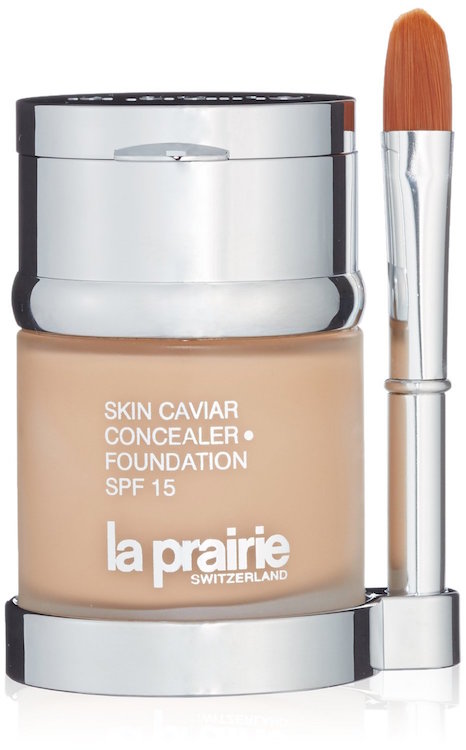 SKIN CAVIAR
CONCEALER •
FOUNDATION
SPF 15
la prairie
SWITZERLAND